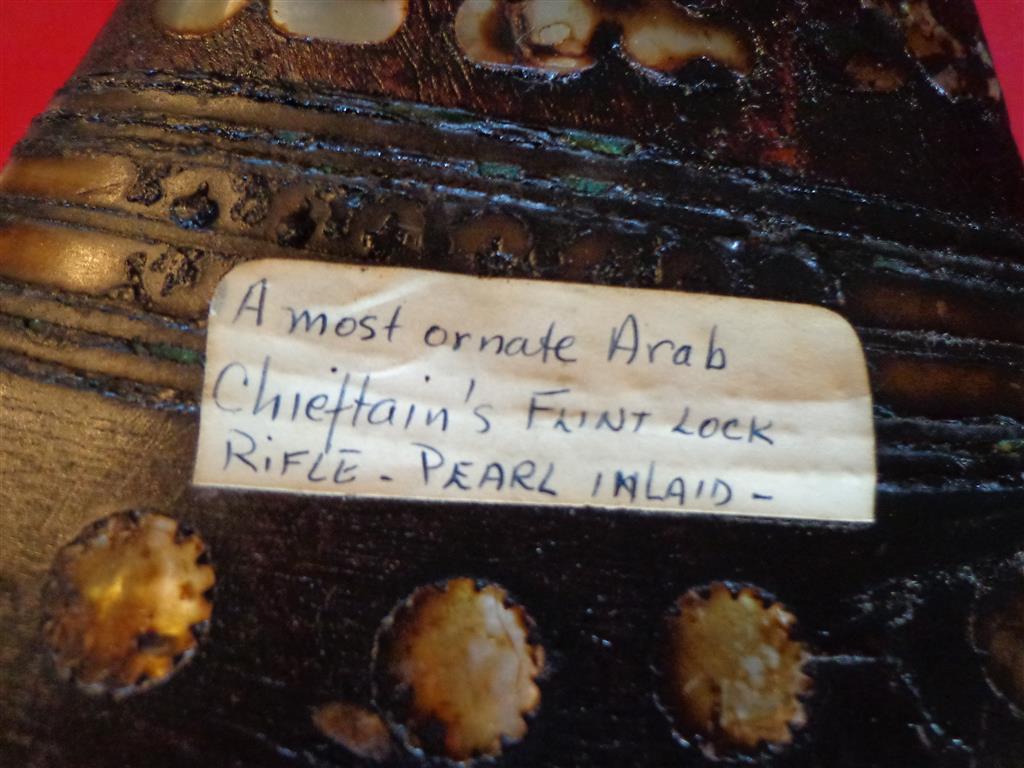 A most ornate Arab
Chieftain's FLINT LOCK
RIFLE - PEARL INLAID -